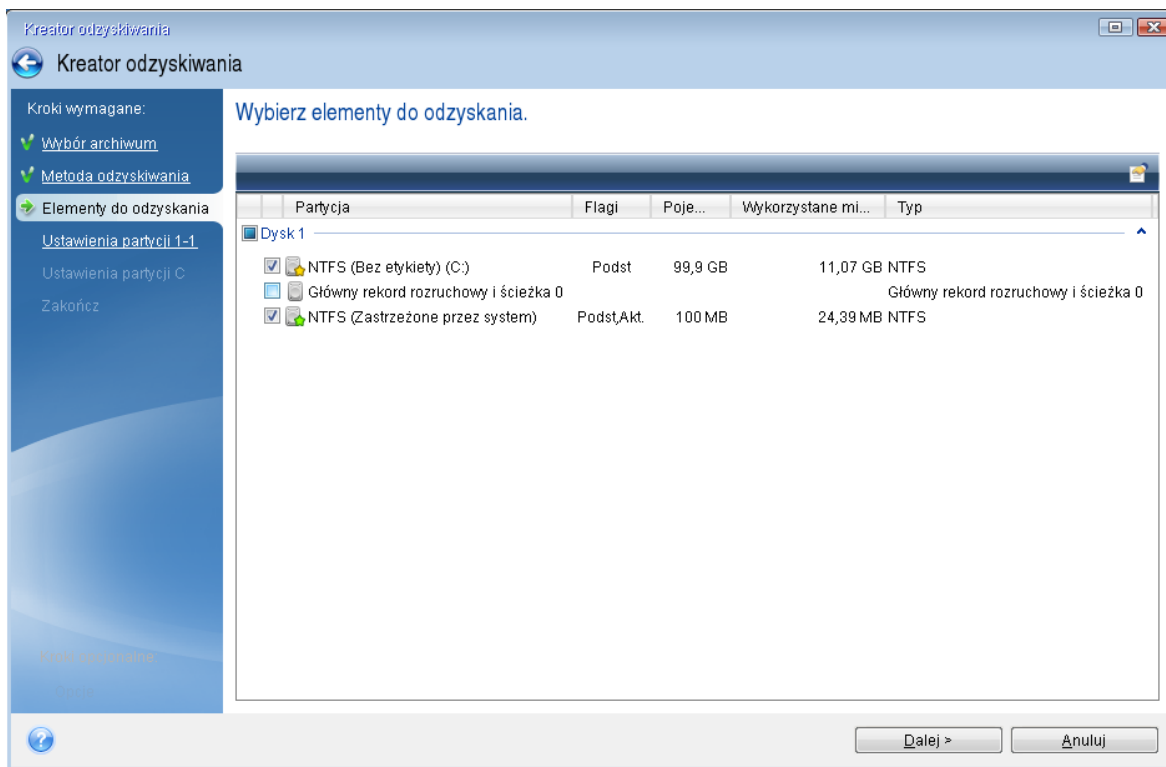 Kreator odzyskiwania
Kreator odzyskiwania
Kroki wymagane:
Wybór archiwum
Metoda odzyskiwania
Elementy do odzyskania
Ustawienia partycji 1-1
Ustawienia partycji C
Zakończ
Wybierz elementy do odzyskania.
Partycja Flagi Poje... Wykorzystane mi... Typ
Dysk 1
NTFS (Bez etykiety) (C:) Podst 99,9 GB 11,07 GB NTFS
Główny rekord rozruchowy i ścieżka 0 Główny rekord rozruchowy i ścieżka 0
NTFS (Zastrzeżone przez system) Podst,Akt. 100 MB 24,39 MB NTFS
Dalej > Anuluj